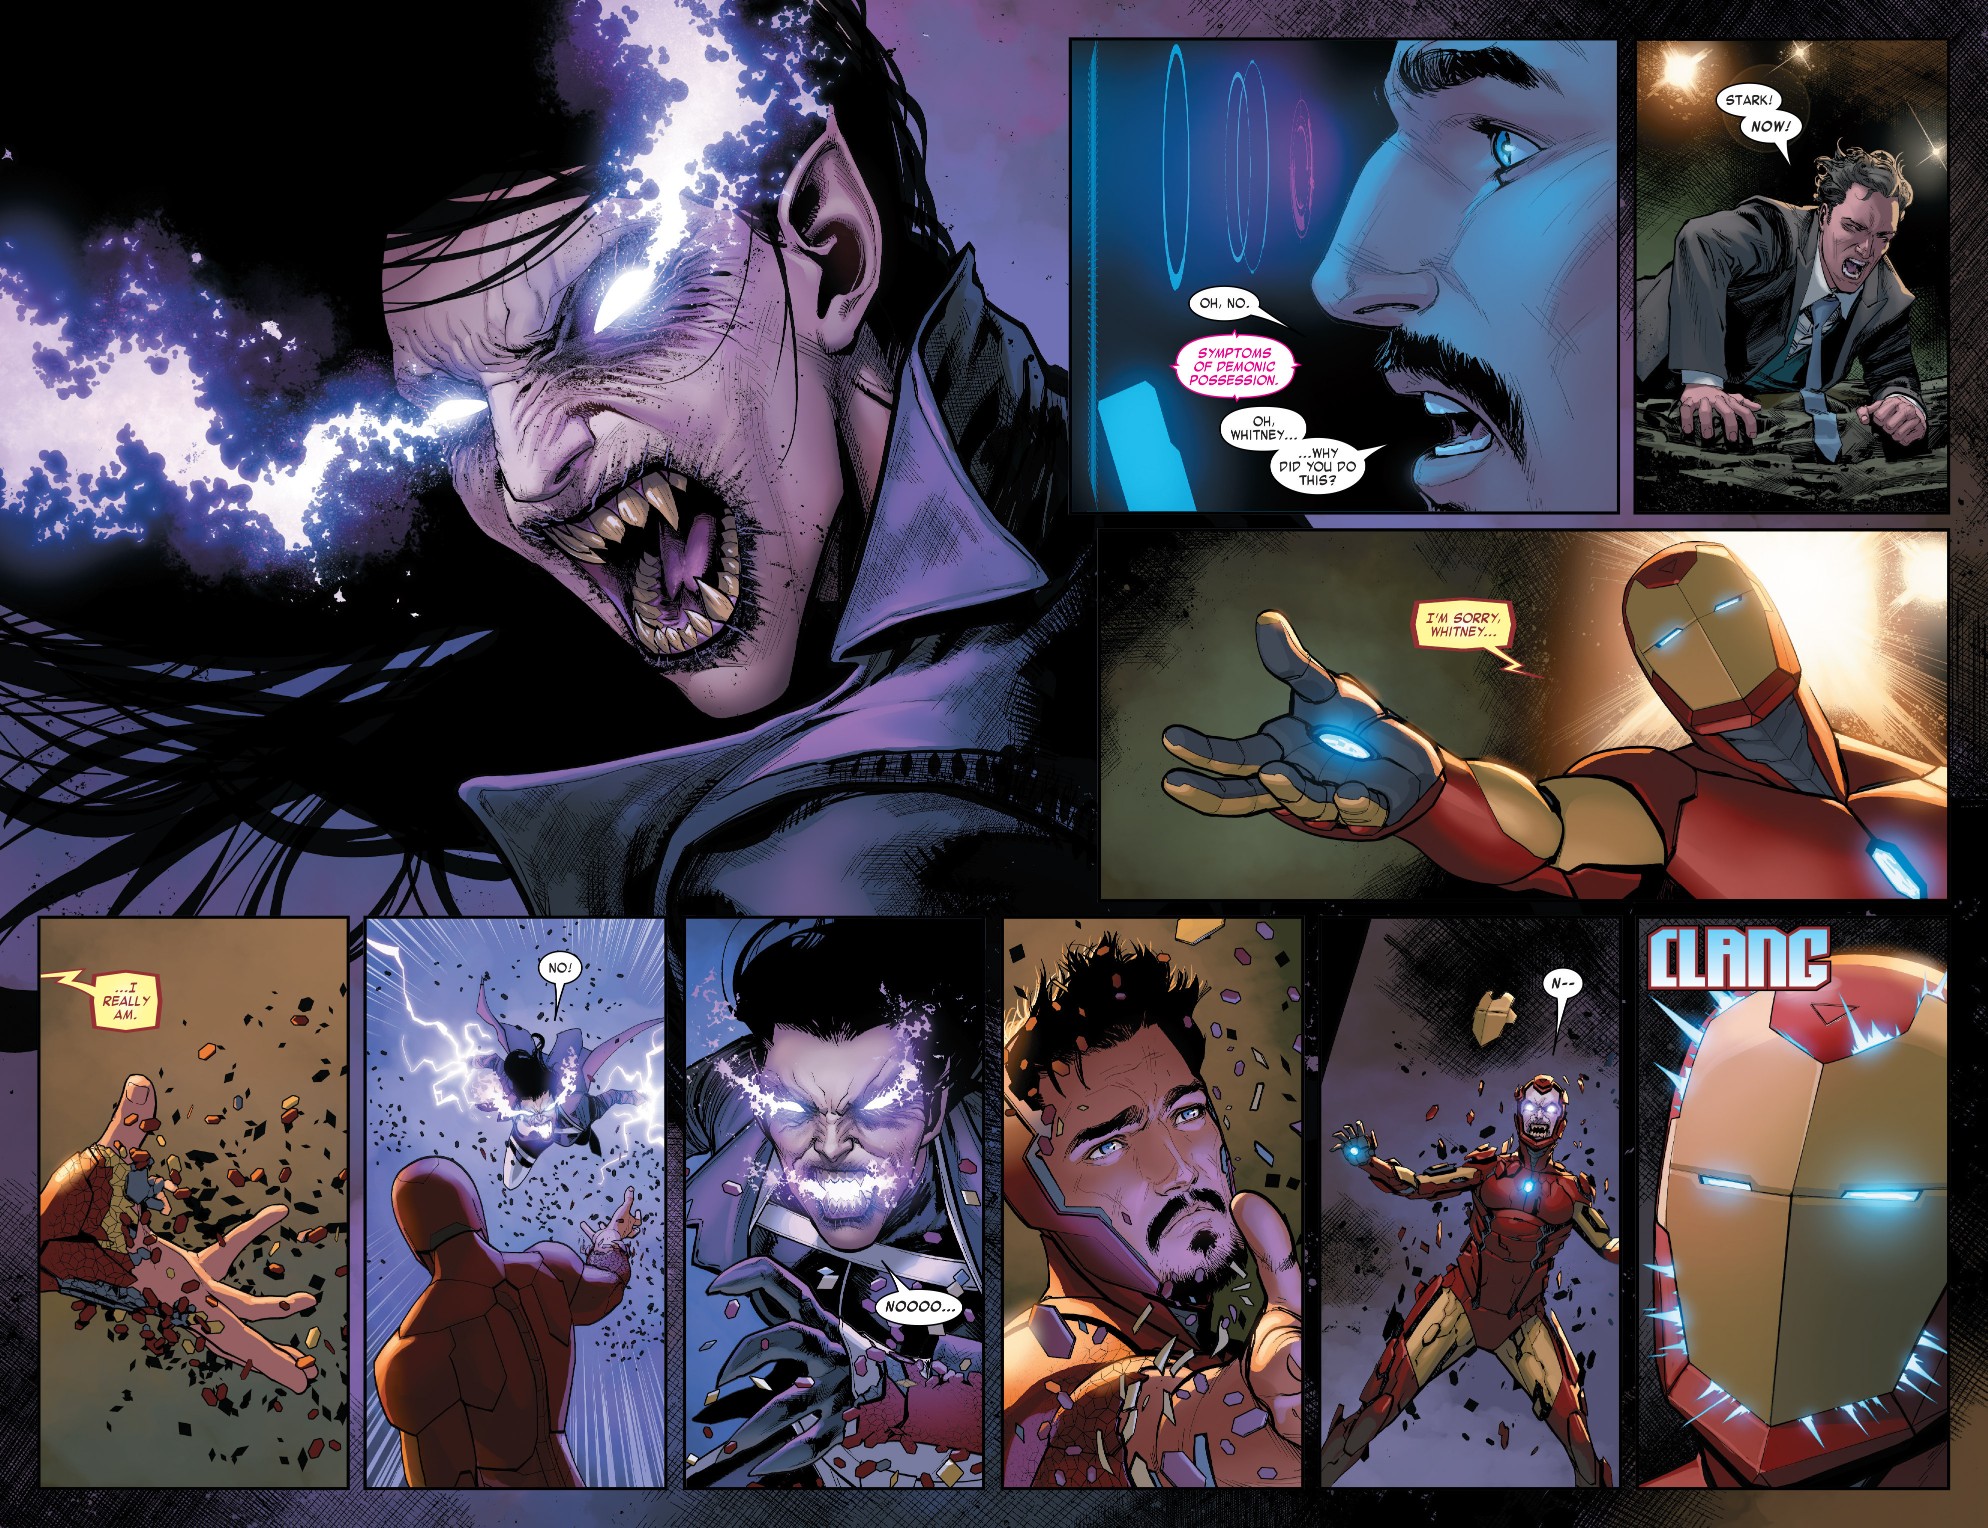 OH, NO.
SYMPTOMS
OF DEMONIC
POSSESSION.
OH,
WHITNEY...
...WHY
DID YOU DO
THIS?
STARK!
NOW!
I'M SORRY,
WHITNEY...
...I
REALLY
AM.
NO!
NOOOO...
N--
CLANG